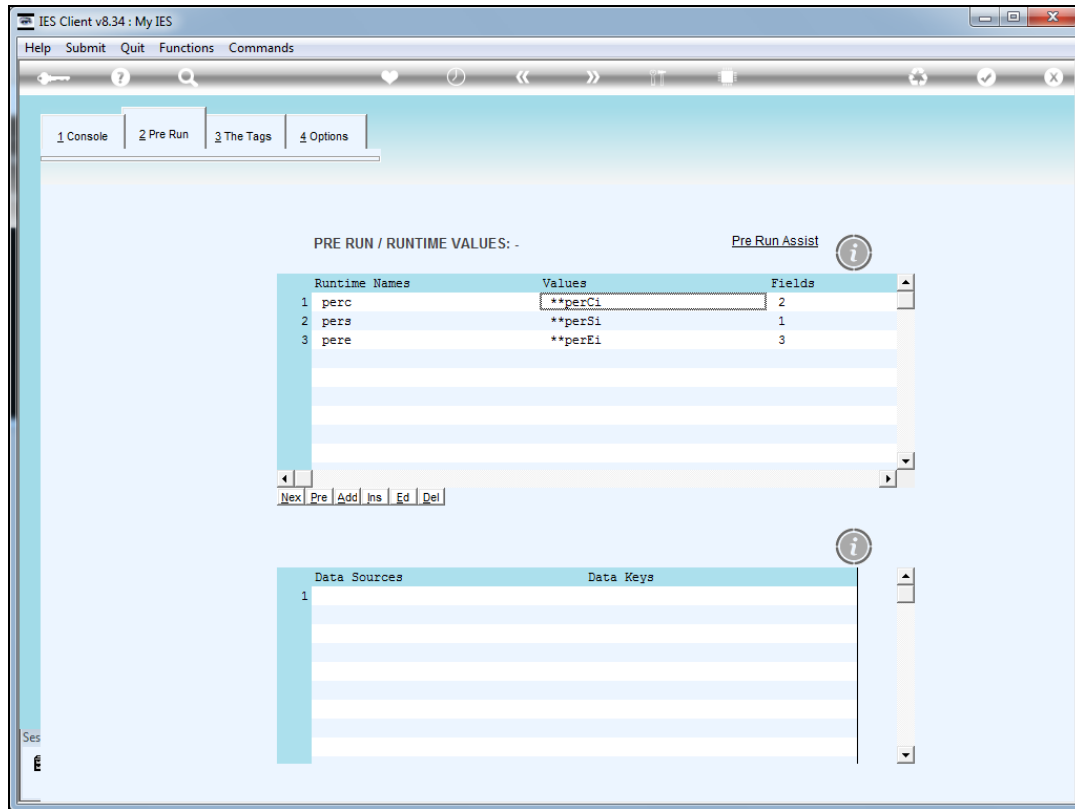 IES Client v8.34 : My IES
Help Submit Quit Functions Commands
1 Console 2 Pre Run 3 The Tags 4 Options
PRE RUN / RUNTIME VALUES: - Pre Run Assist
Runtime Names Values Fields
1 perc **perCi 2
2 pers **perSi 1
3 pere **perEi 3
Nex Pre Add Ins Ed Del
Data Sources Data Keys
1
Ses